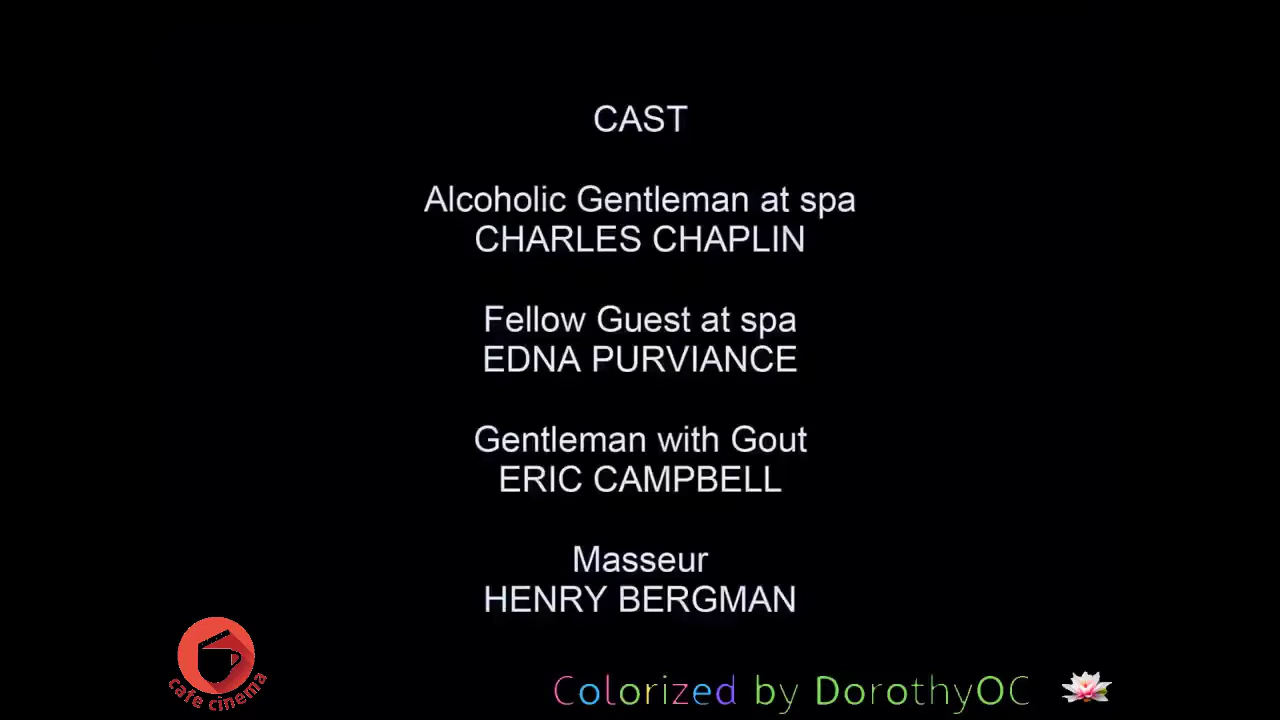 CAST
Alcoholic Gentleman at spa
CHARLES CHAPLIN
Fellow Guest at spa
EDNA PURVIANCE
Gentleman with Gout
ERIC CAMPBELL
Masseur
HENRY BERGMAN
cafe cinema
Colorized by DorothyOC